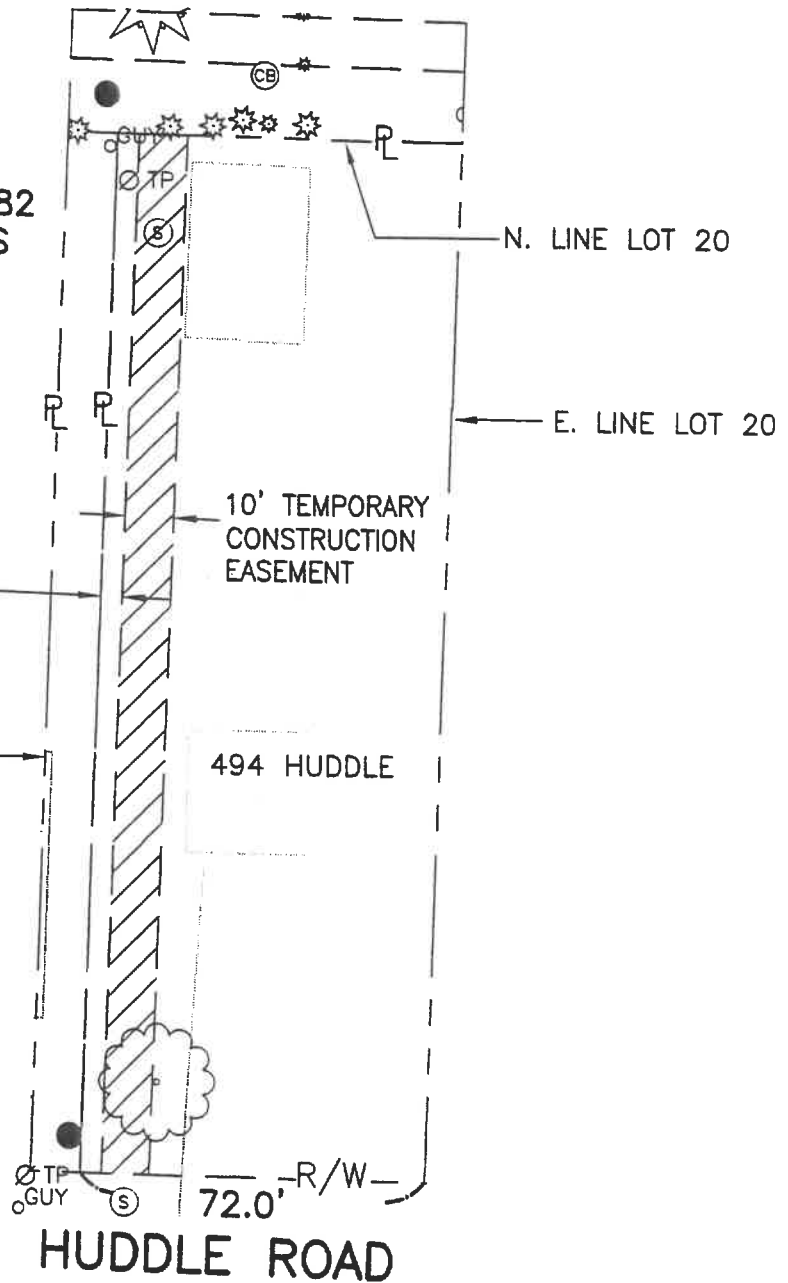 CB
GUY
PL
TP
82
S
S
N. LINE LOT 20
PL
PL
E. LINE LOT 20
10' TEMPORARY
CONSTRUCTION
EASEMENT
494 HUDDLE
R/W
TP
GUY
S
72.0'
HUDDLE ROAD